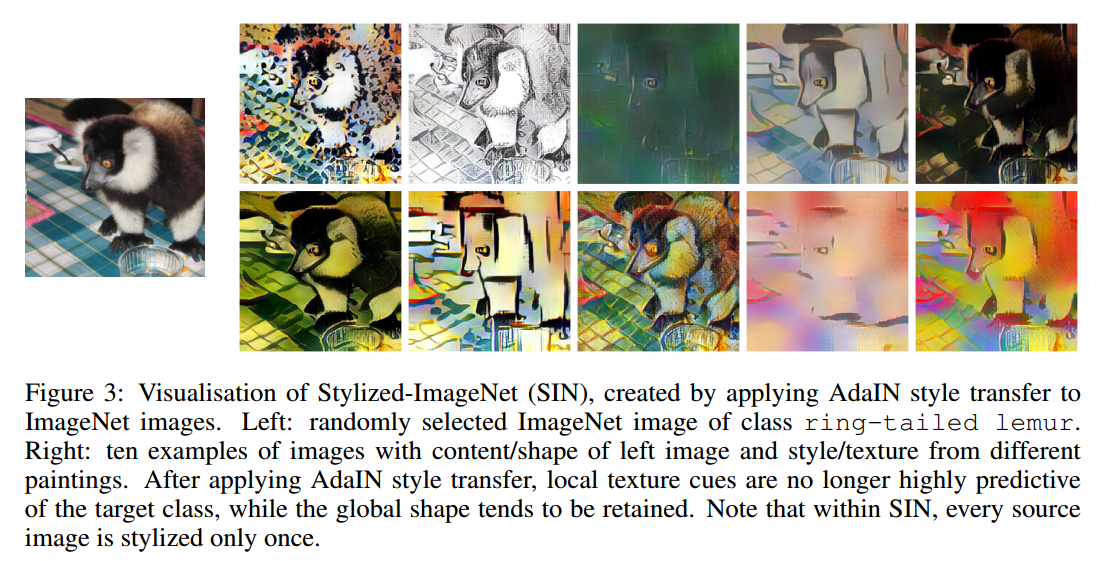 Figure 3: Visualisation of Stylized-ImageNet (SIN), created by applying AdaIN style transfer to
ImageNet images. Left: randomly selected ImageNet image of class ring-tailed lemur.
Right: ten examples of images with content/shape of left image and style/texture from different
paintings. After applying AdaIN style transfer, local texture cues are no longer highly predictive
of the target class, while the global shape tends to be retained. Note that within SIN, every source
image is stylized only once.